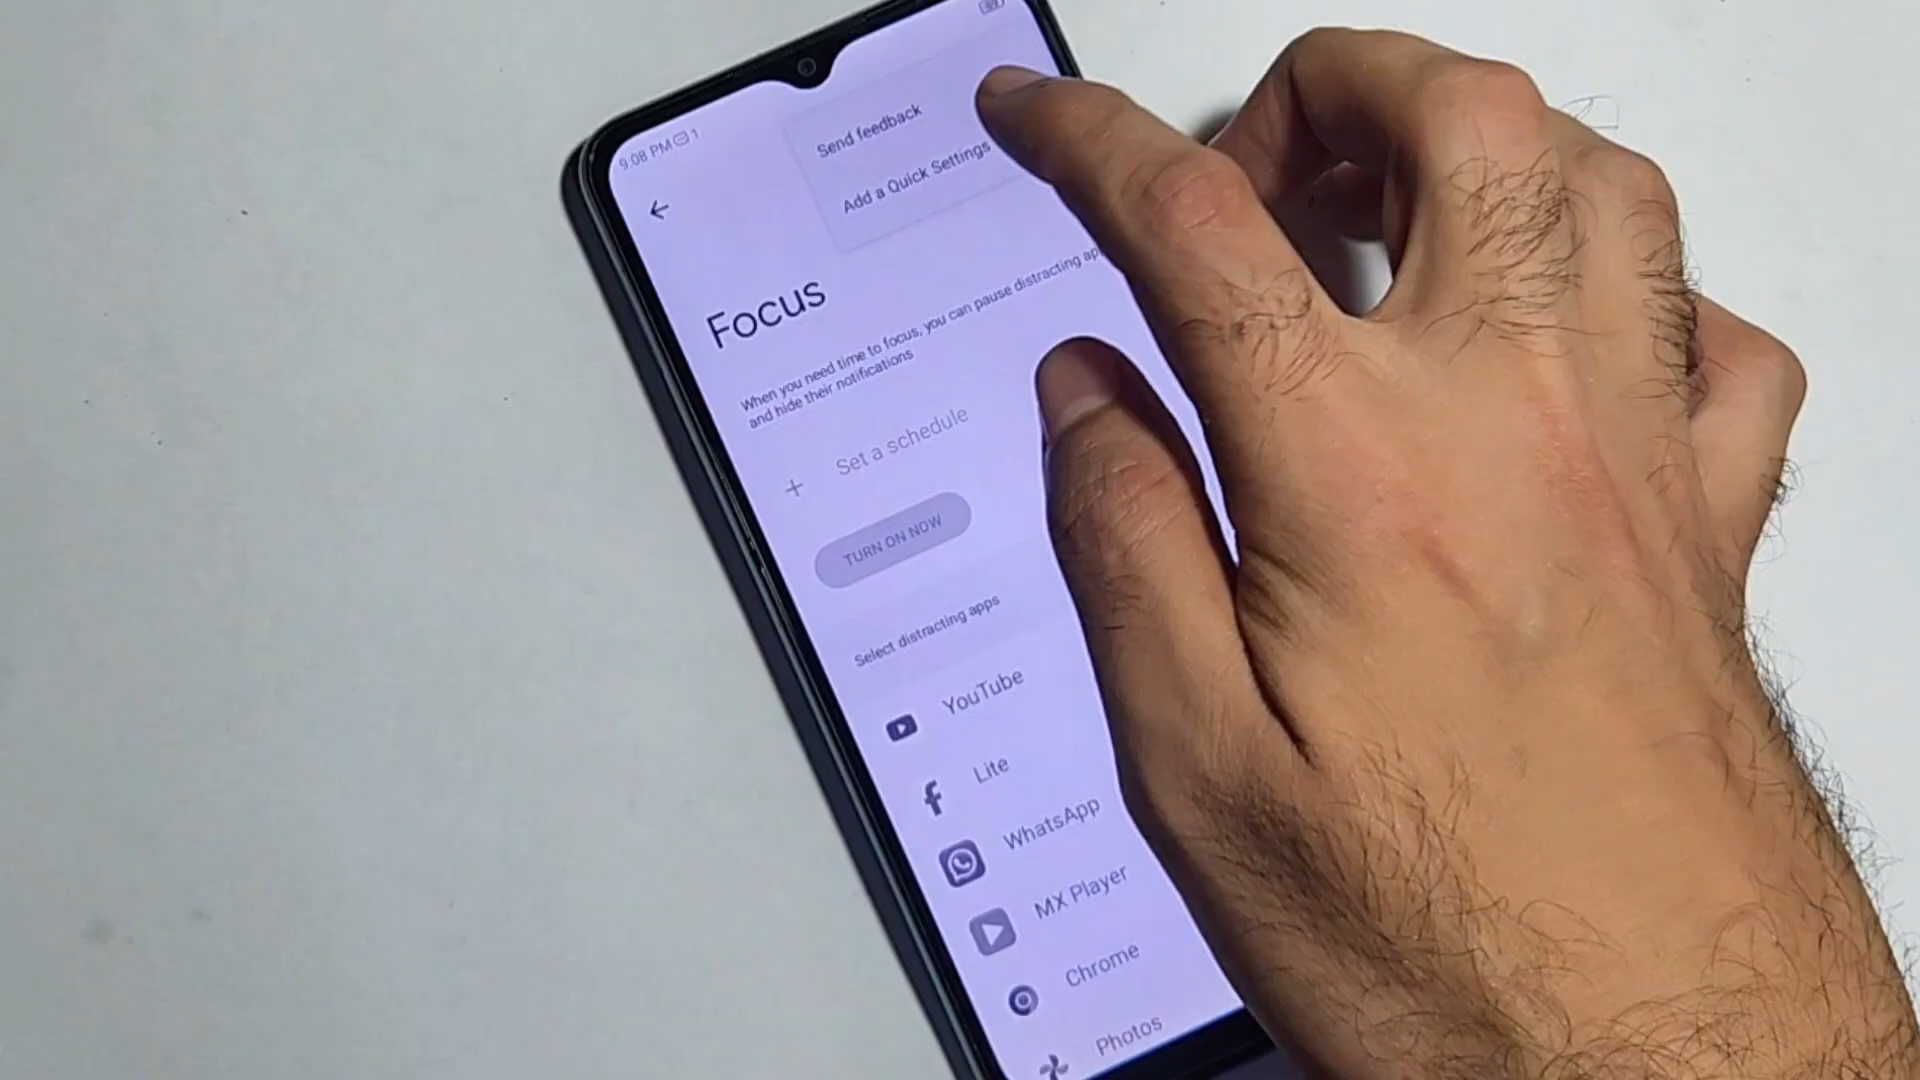 9:08 PM 1
Send feedback
Add a Quick Settings
Focus
When you need time to focus, you can pause distracting
and hide their notifications
Set a schedule
TURN ON NOW
Select distracting apps
YouTube
Lite
WhatsApp
MX Player
Chrome
Photos